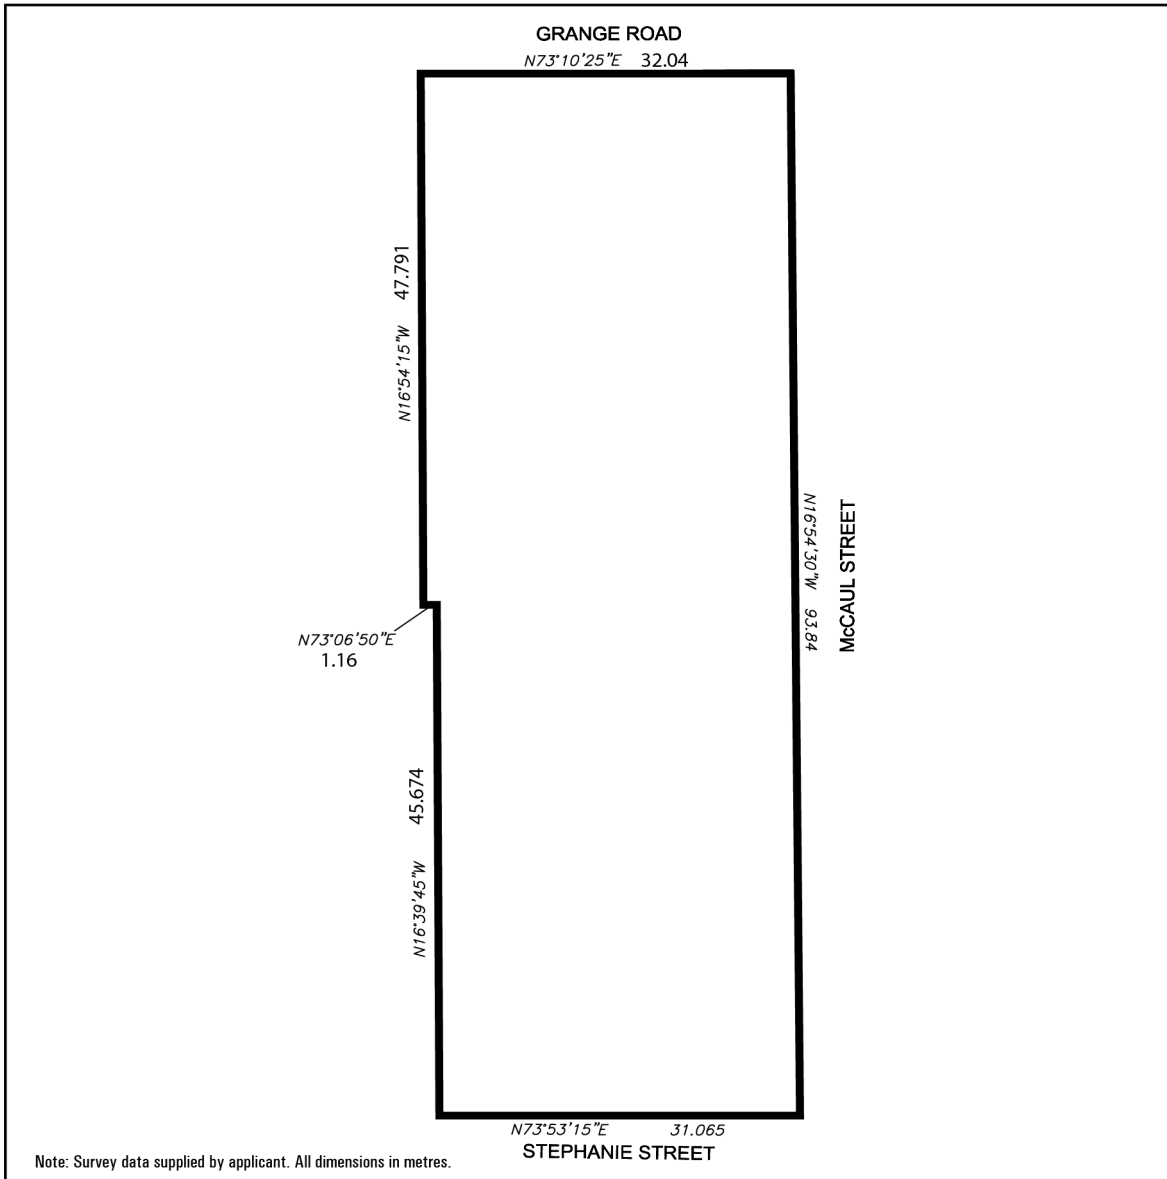 GRANGE ROAD
N73°10'25"E 32.04
47.791
N16°54'15"W
N16°54'30"W 93.84
McCAUL STREET
N73°06'50"E
1.16
45.674
N16°39'45"W
N73°53'15"E 31.065
STEPHANIE STREET
Note: Survey data supplied by applicant. All dimensions in metres.